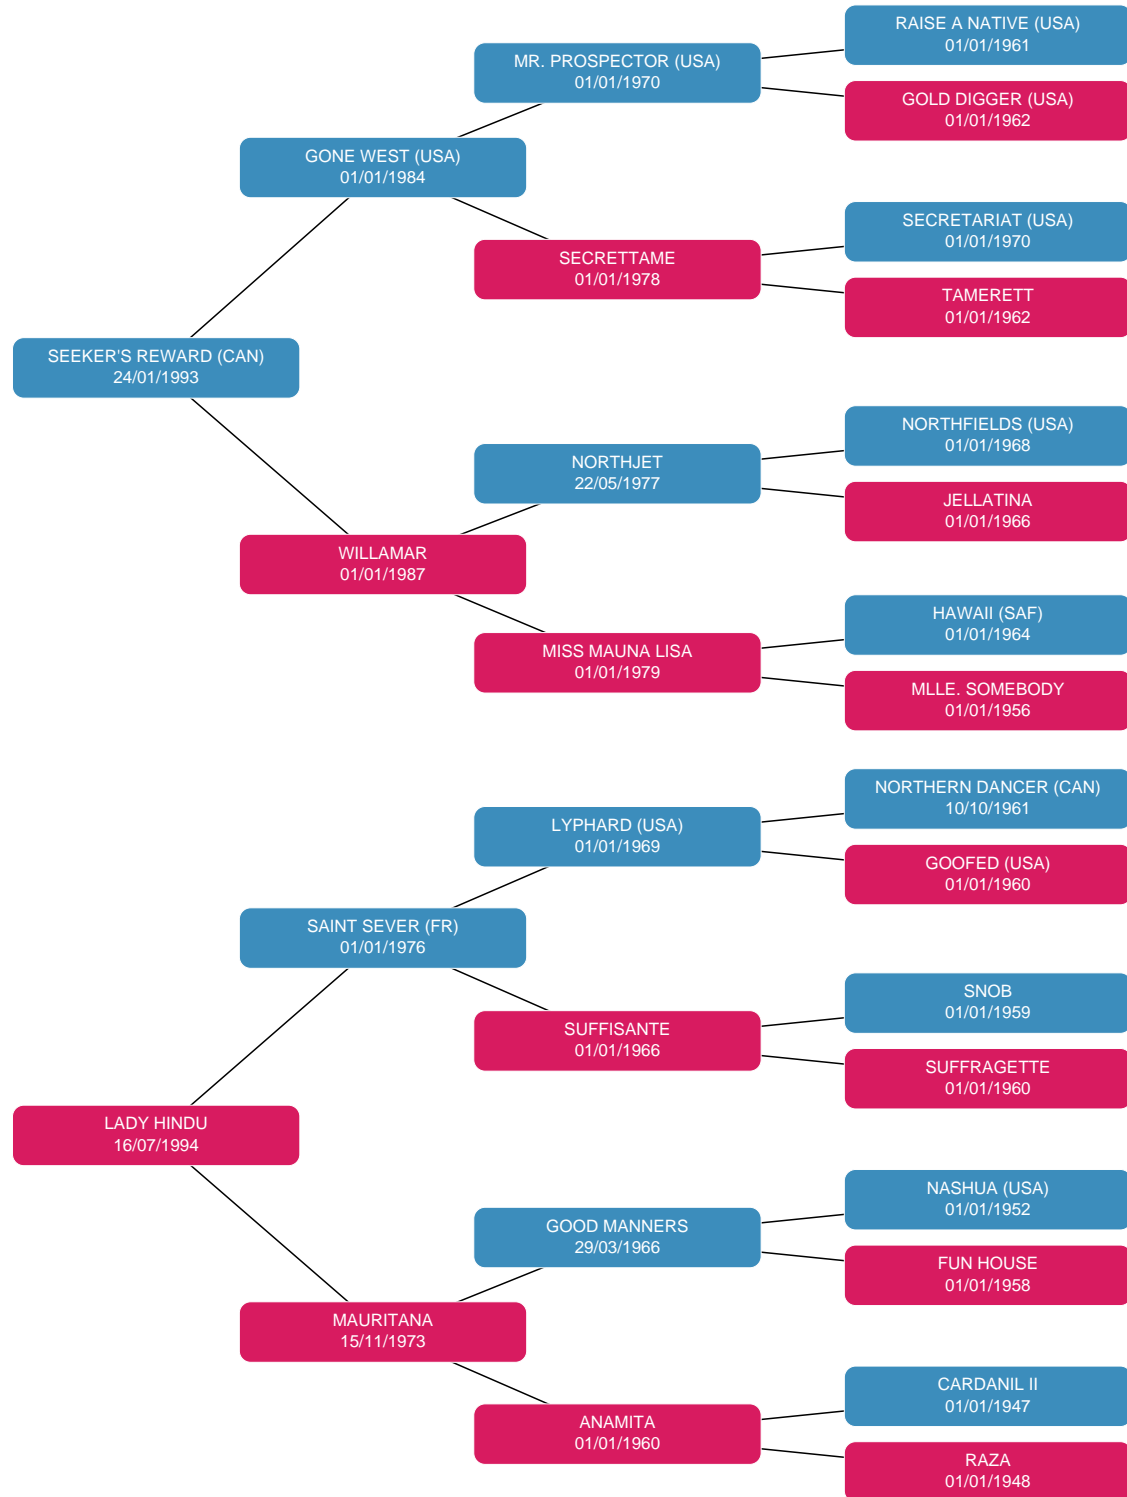 RAISE A NATIVE (USA)
01/01/1961
MR. PROSPECTOR (USA)
01/01/1970
GOLD DIGGER (USA)
01/01/1962
GONE WEST (USA)
01/01/1984
SECRETARIAT (USA)
01/01/1970
SECRETTAME
01/01/1978
TAMERETT
01/01/1962
SEEKER'S REWARD (CAN)
24/01/1993
NORTHFIELDS (USA)
01/01/1968
NORTHJET
22/05/1977
JELLATINA
01/01/1966
WILLAMAR
01/01/1987
HAWAII (SAF)
01/01/1964
MISS MAUNA LISA
01/01/1979
MLLE. SOMEBODY
01/01/1956
NORTHERN DANCER (CAN)
10/10/1961
LYPHARD (USA)
01/01/1969
GOOFED (USA)
01/01/1960
SAINT SEVER (FR)
01/01/1976
SNOB
01/01/1959
SUFFISANTE
01/01/1966
SUFFRAGETTE
01/01/1960
LADY HINDU
16/07/1994
NASHUA (USA)
01/01/1952
GOOD MANNERS
29/03/1966
FUN HOUSE
01/01/1958
MAURITANA
15/11/1973
CARDANIL II
01/01/1947
ANAMITA
01/01/1960
RAZA
01/01/1948